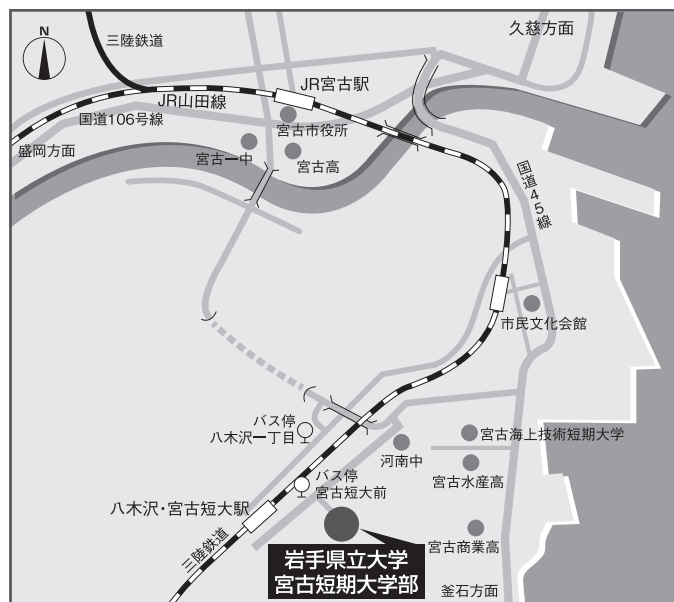 N
三陸鉄道
久慈方面
JR宮古駅
JR山田線
国道106号線
宮古市役所
盛岡方面
宮古一中
宮古高
国道45線
市民文化会館
バス停
八木沢一丁目
宮古海上技術短期大学
河南中
宮古水産高
バス停
宮古短大前
八木沢・宮古短大駅
三陸鉄道
宮古商業高
岩手県立大学
宮古短期大学部
釜石方面